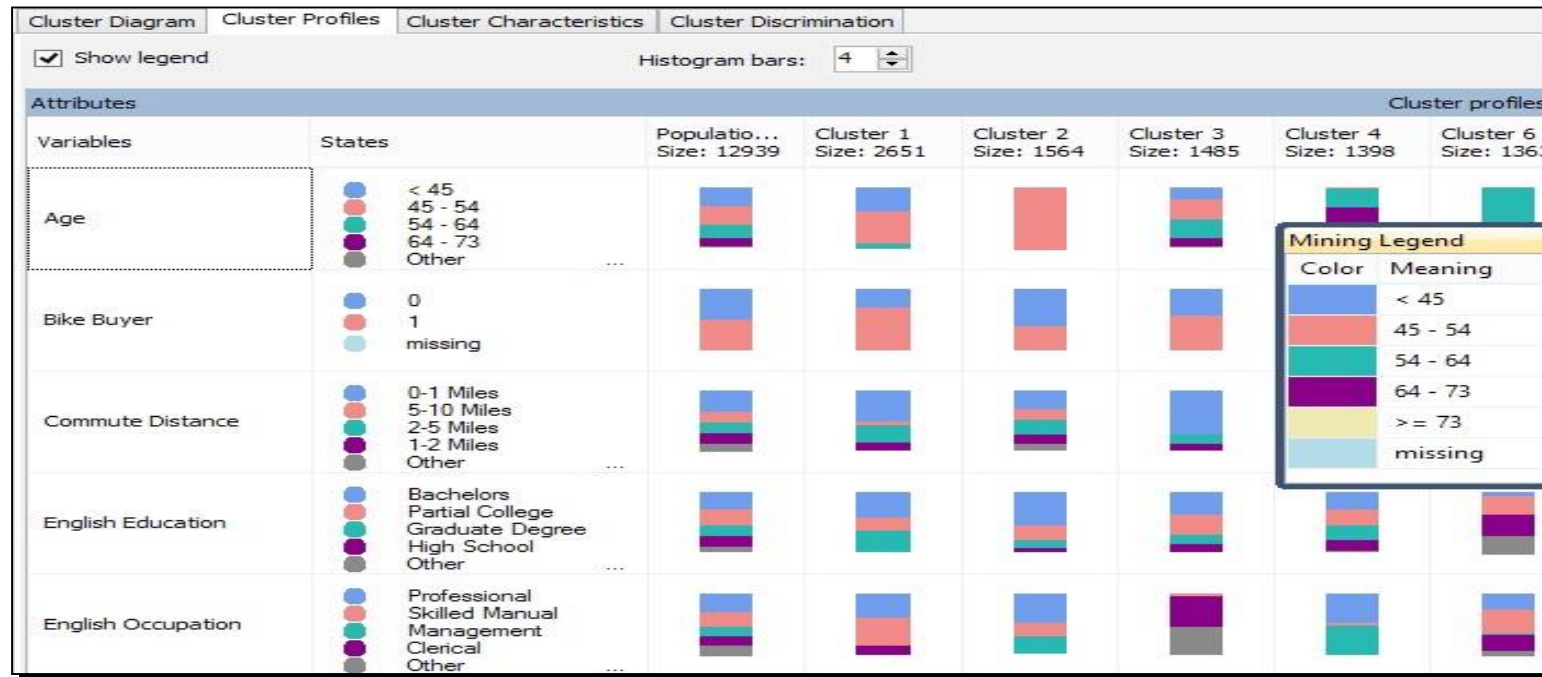 Cluster Diagram Cluster Profiles Cluster Characteristics Cluster Discrimination
Show legend Histogram bars: 4
Attributes Cluster profiles
Variables States Populatio... Cluster 1 Cluster 2 Cluster 3 Cluster 4 Cluster 6
Size: 12939 Size: 2651 Size: 1564 Size: 1485 Size: 1398 Size: 136
Age
< 45
45 - 54
54 - 64
64 - 73
Other ...
Bike Buyer
0
1
missing
Commute Distance
0-1 Miles
5-10 Miles
2-5 Miles
1-2 Miles
Other ...
English Education
Bachelors
Partial College
Graduate Degree
High School
Other ...
English Occupation
Professional
Skilled Manual
Management
Clerical
Other ...
Mining Legend
Color Meaning
< 45
45 - 54
54 - 64
64 - 73
>= 73
missing